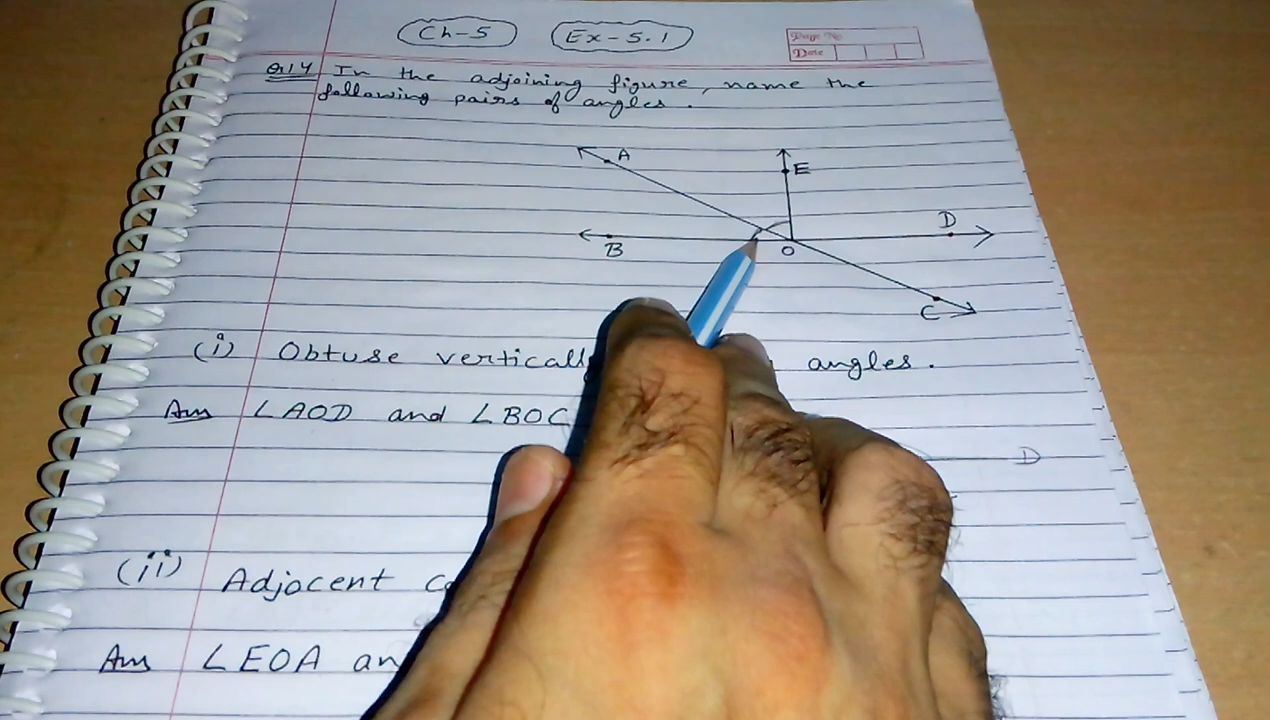 Ch-5 Ex-5.1
Page No
Date
Q.14 In the adjoining figure, name the
following pairs of angles.
A E
B O D
C
(i) Obtuse vertically angles.
Ans ∠AOD and ∠BOC
D
(ii) Adjacent
Ans ∠EOA an